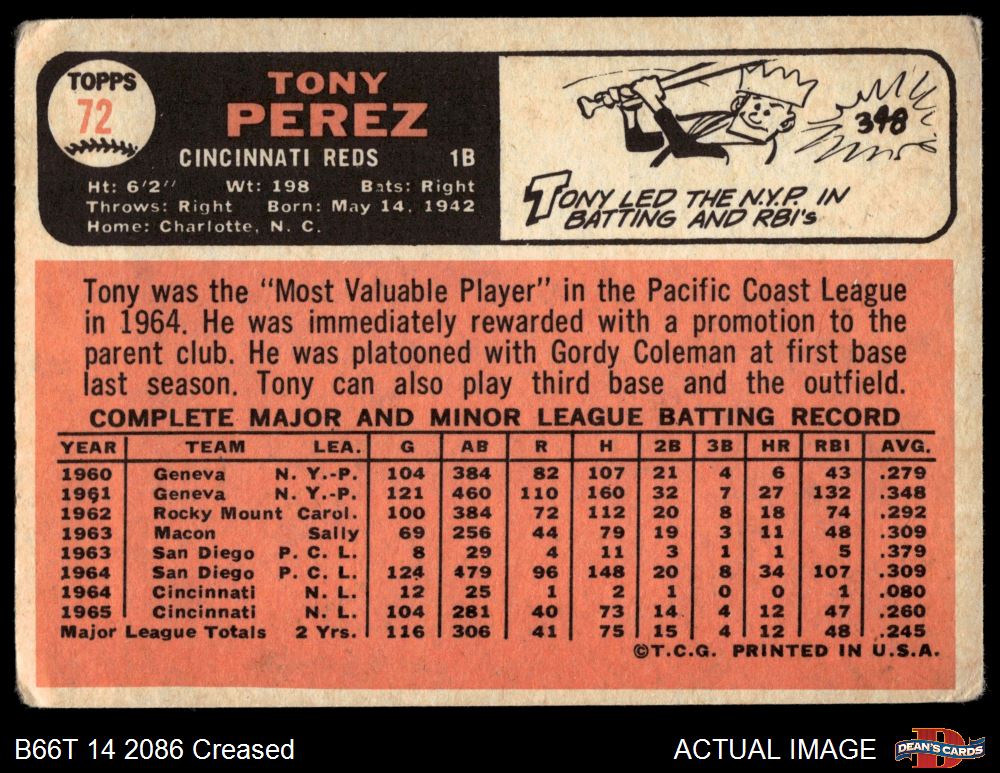 TOPPS
72
TONY
PEREZ
CINCINNATI REDS 1B
Ht: 6'2" Wt: 198 Bats: Right
Throws: Right Born: May 14, 1942
Home: Charlotte, N. C.
348
TONY LED THE N.Y.P. IN
BATTING AND RBI's
Tony was the "Most Valuable Player" in the Pacific Coast League
in 1964. He was immediately rewarded with a promotion to the
parent club. He was platooned with Gordy Coleman at first base
last season. Tony can also play third base and the outfield.
COMPLETE MAJOR AND MINOR LEAGUE BATTING RECORD
YEAR TEAM LEA. G AB R H 2B 3B HR RBI AVG.
1960 Geneva N. Y.-P. 104 384 82 107 21 4 6 43 .279
1961 Geneva N. Y.-P. 121 460 110 160 32 7 27 132 .348
1962 Rocky Mount Carol. 100 384 72 112 20 8 18 74 .292
1963 Macon Sally 69 256 44 79 19 3 11 48 .309
1963 San Diego P. C. L. 8 29 4 11 3 1 1 5 .379
1964 San Diego P. C. L. 124 479 96 148 20 8 34 107 .309
1964 Cincinnati N. L. 12 25 1 2 1 0 0 1 .080
1965 Cincinnati N. L. 104 281 40 73 14 4 12 47 .260
Major League Totals 2 Yrs. 116 306 41 75 15 4 12 48 .245
©T.C.G. PRINTED IN U.S.A.
B66T 14 2086 Creased
ACTUAL IMAGE
DEAN'S CARDS